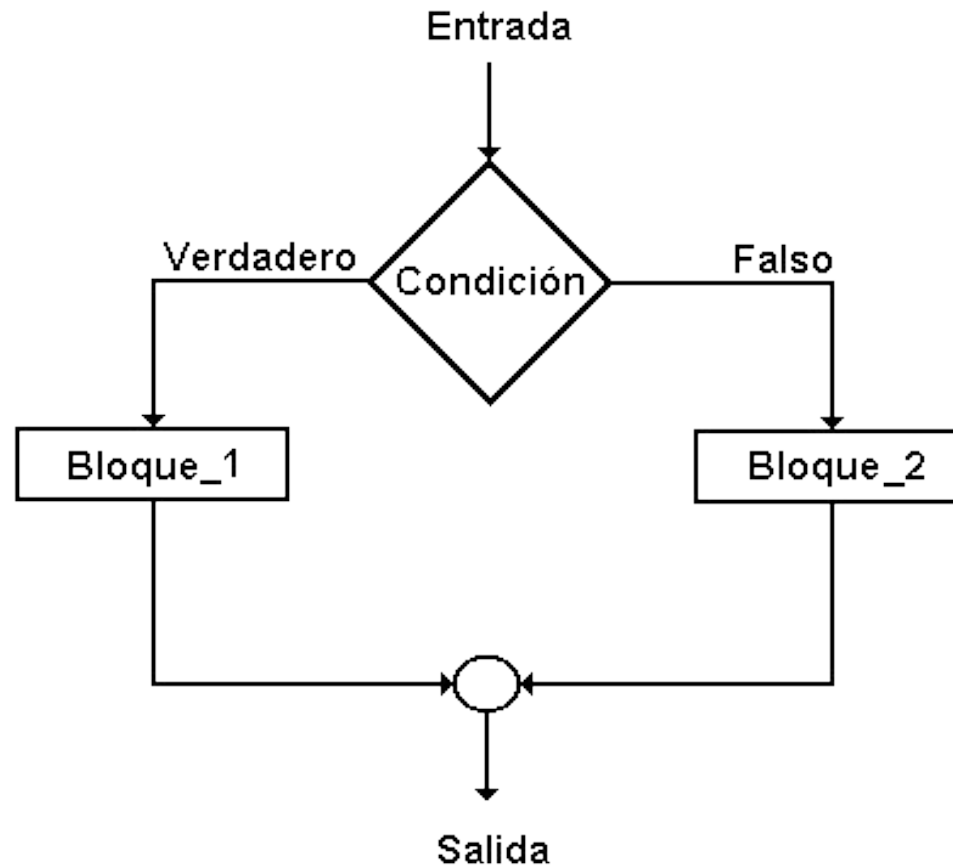 Entrada
Verdadero
Condición
Falso
Bloque_1
Bloque_2
Salida